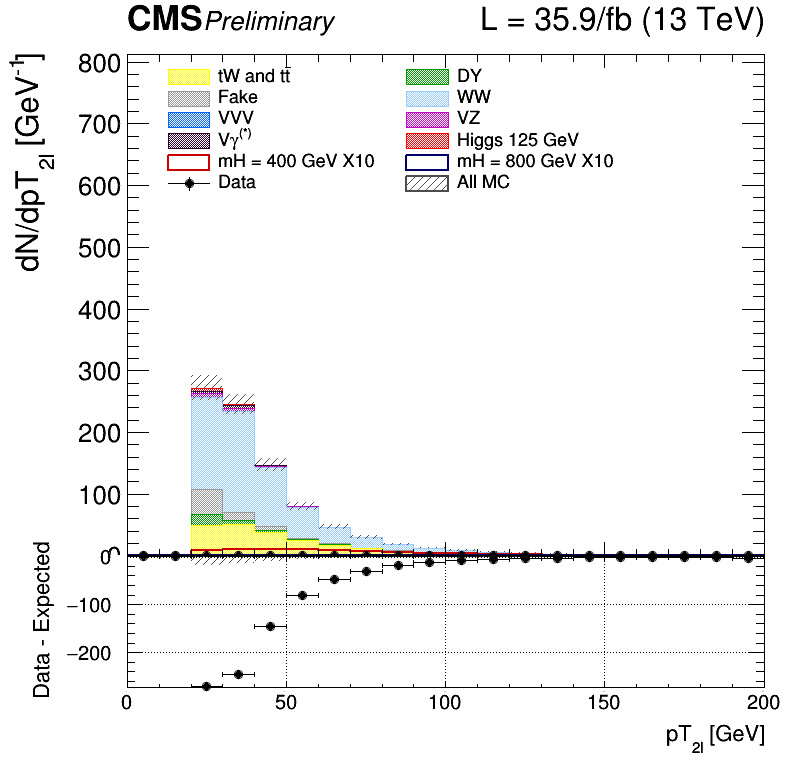 CMS Preliminary L = 35.9/fb (13 TeV)
dN/dpT_2l [GeV^-1]
800
700
600
500
400
300
200
100
0
tW and tt̄ DY
Fake WW
VVV VZ
Vγ(*) Higgs 125 GeV
mH = 400 GeV X10 mH = 800 GeV X10
Data All MC
Data - Expected
0
−100
−200
0 50 100 150 200
pT_2l [GeV]